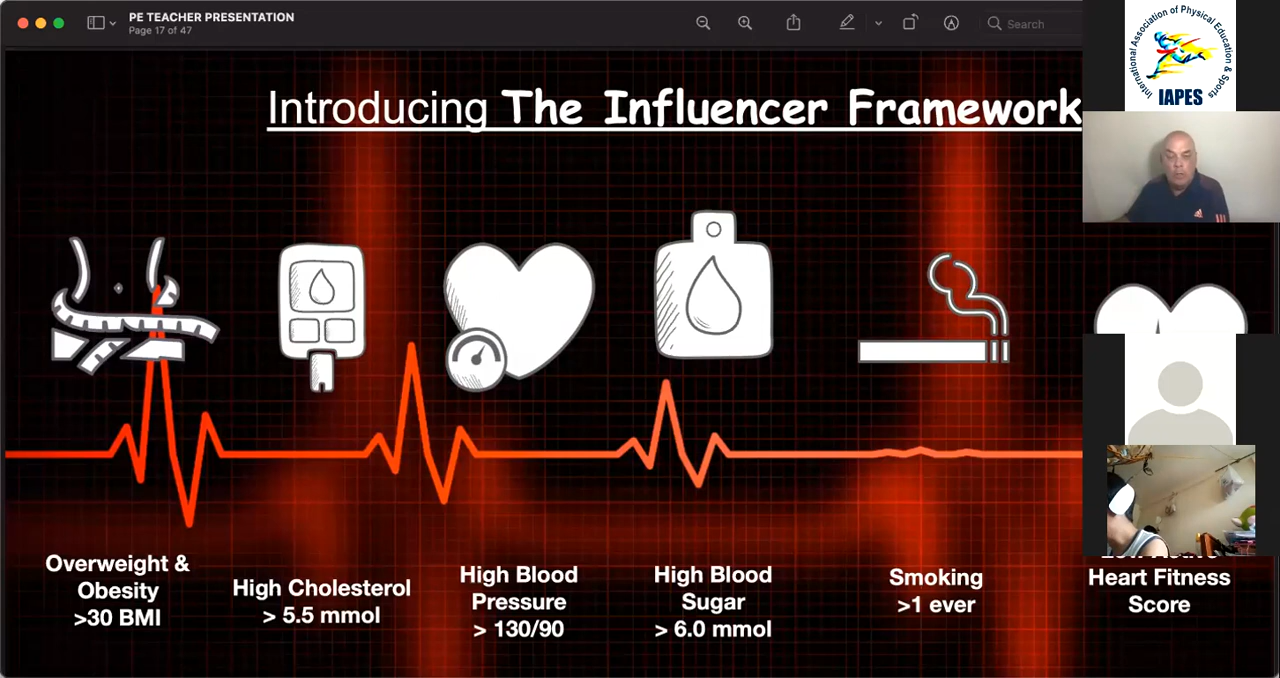 PE TEACHER PRESENTATION
Page 17 of 47
Search
International Association of Physical Education & Sports
IAPES
Introducing The Influencer Framework
Overweight &
Obesity
>30 BMI
High Cholesterol
> 5.5 mmol
High Blood
Pressure
> 130/90
High Blood
Sugar
> 6.0 mmol
Smoking
>1 ever
Heart Fitness
Score